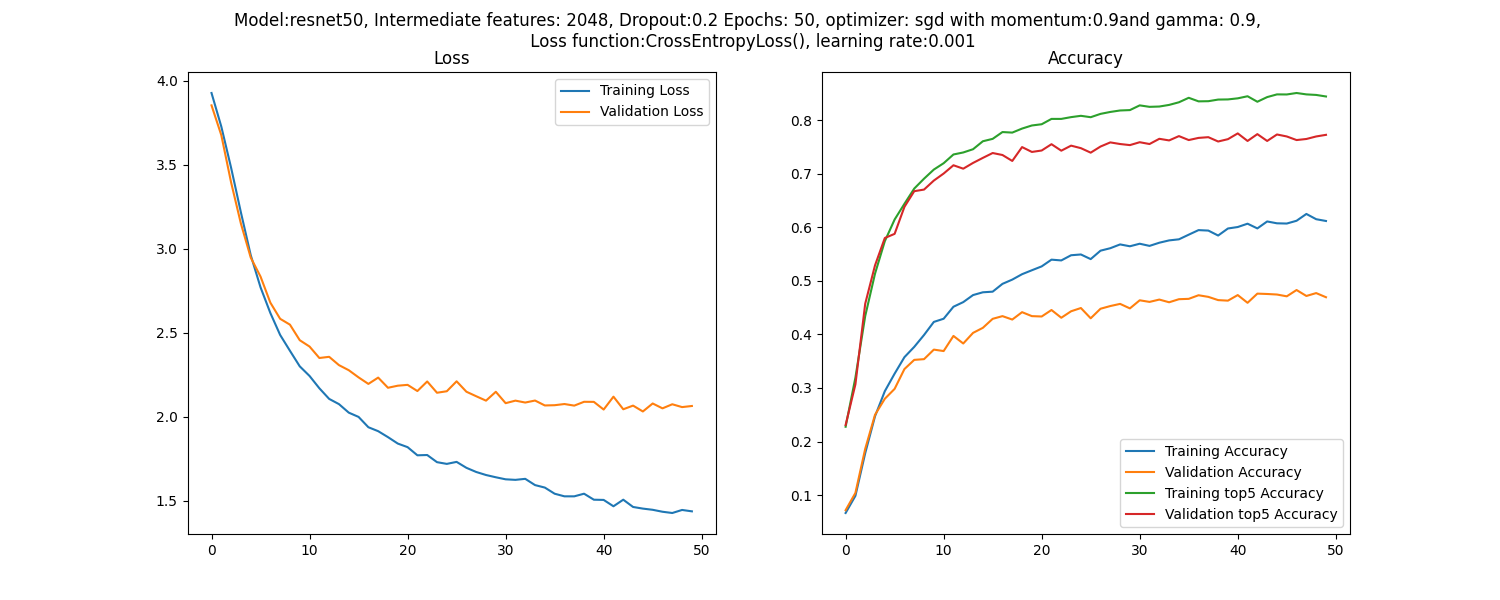 Model:resnet50, Intermediate features: 2048, Dropout:0.2 Epochs: 50, optimizer: sgd with momentum:0.9and gamma: 0.9,
Loss function:CrossEntropyLoss(), learning rate:0.001
Loss
4.0
3.5
3.0
2.5
2.0
1.5
0 10 20 30 40 50
Training Loss
Validation Loss
Accuracy
0.8
0.7
0.6
0.5
0.4
0.3
0.2
0.1
0 10 20 30 40 50
Training Accuracy
Validation Accuracy
Training top5 Accuracy
Validation top5 Accuracy